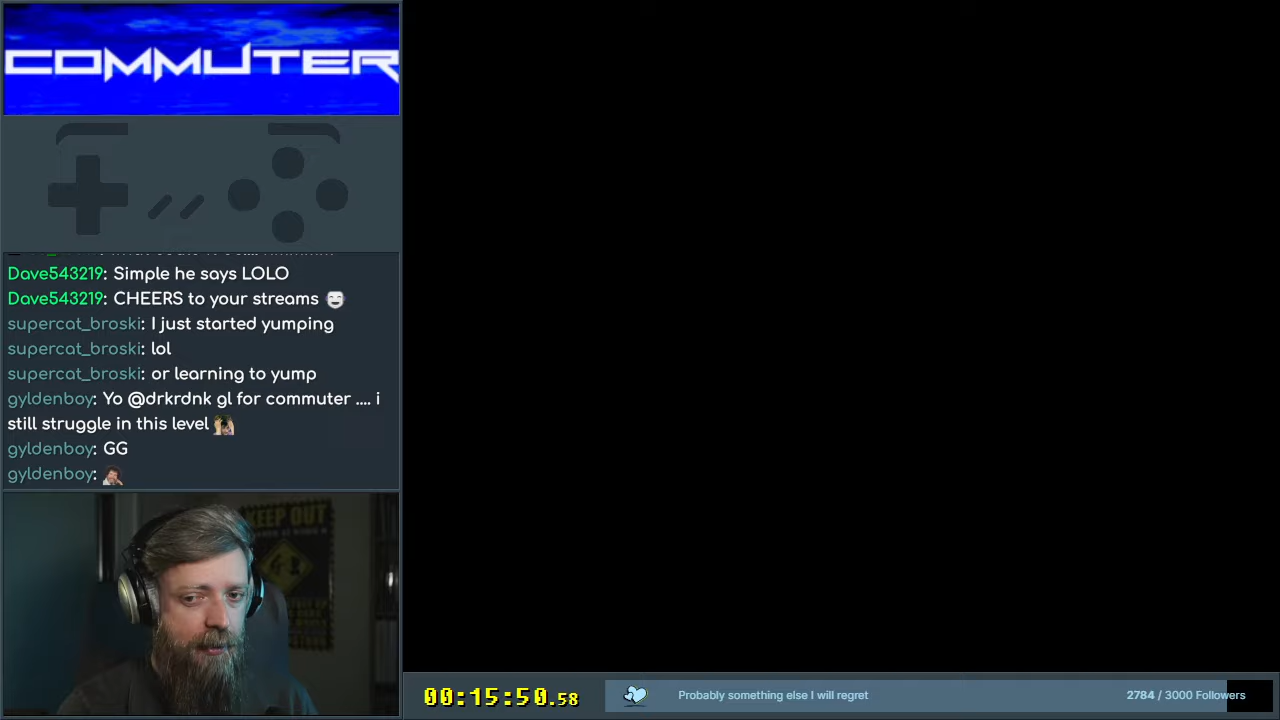 COMMUTER
Dave543219: Simple he says LOLO
Dave543219: CHEERS to your streams
supercat_broski: I just started yumping
supercat_broski: lol
supercat_broski: or learning to yump
gyldenboy: Yo @drkrdnk gl for commuter .... i
still struggle in this level
gyldenboy: GG
gyldenboy:
KEEP OUT
00:15:50.58
Probably something else I will regret
2784 / 3000 Followers